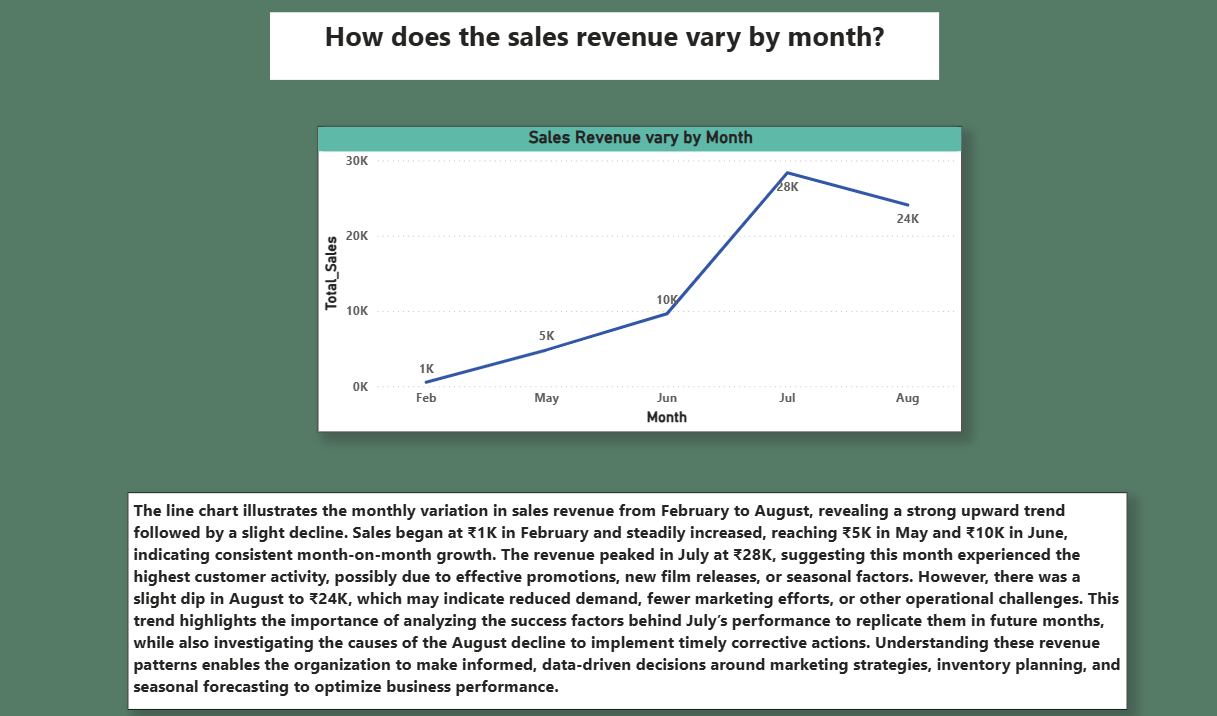 How does the sales revenue vary by month?
Sales Revenue vary by Month
30K
20K
10K
0K
Total_Sales
1K
5K
10K
28K
24K
Feb May Jun Jul Aug
Month
The line chart illustrates the monthly variation in sales revenue from February to August, revealing a strong upward trend
followed by a slight decline. Sales began at ₹1K in February and steadily increased, reaching ₹5K in May and ₹10K in June,
indicating consistent month-on-month growth. The revenue peaked in July at ₹28K, suggesting this month experienced the
highest customer activity, possibly due to effective promotions, new film releases, or seasonal factors. However, there was a
slight dip in August to ₹24K, which may indicate reduced demand, fewer marketing efforts, or other operational challenges. This
trend highlights the importance of analyzing the success factors behind July’s performance to replicate them in future months,
while also investigating the causes of the August decline to implement timely corrective actions. Understanding these revenue
patterns enables the organization to make informed, data-driven decisions around marketing strategies, inventory planning, and
seasonal forecasting to optimize business performance.